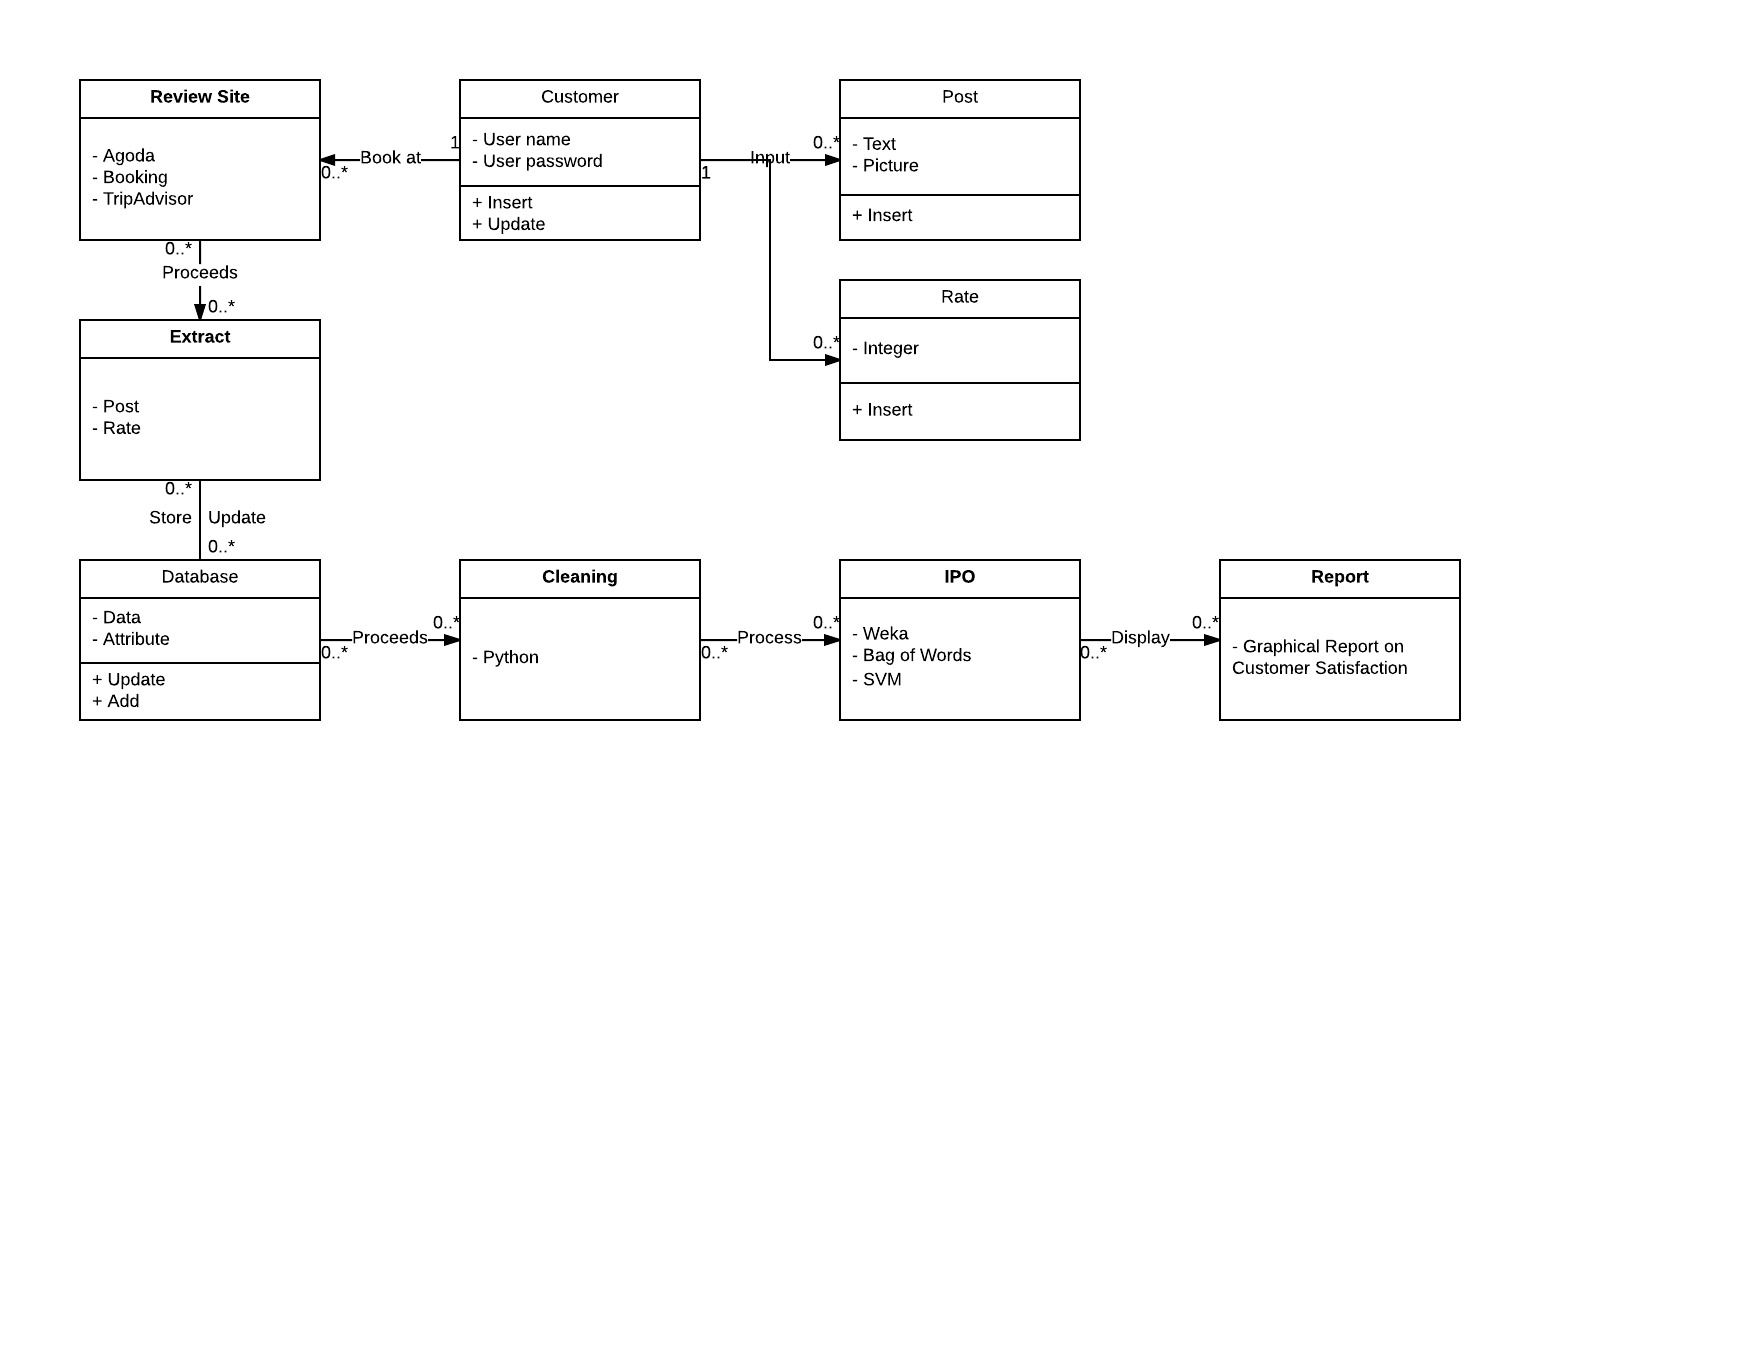 Review Site
- Agoda
- Booking
- TripAdvisor
Book at
1
0..*
Customer
- User name
- User password
+ Insert
+ Update
1
Input
0..*
Post
- Text
- Picture
+ Insert
0..*
Rate
- Integer
+ Insert
0..*
Proceeds
0..*
Extract
- Post
- Rate
0..*
Store
Update
0..*
Database
- Data
- Attribute
+ Update
+ Add
0..*
Proceeds
0..*
Cleaning
- Python
0..*
Process
0..*
IPO
- Weka
- Bag of Words
- SVM
0..*
Display
0..*
Report
- Graphical Report on
Customer Satisfaction